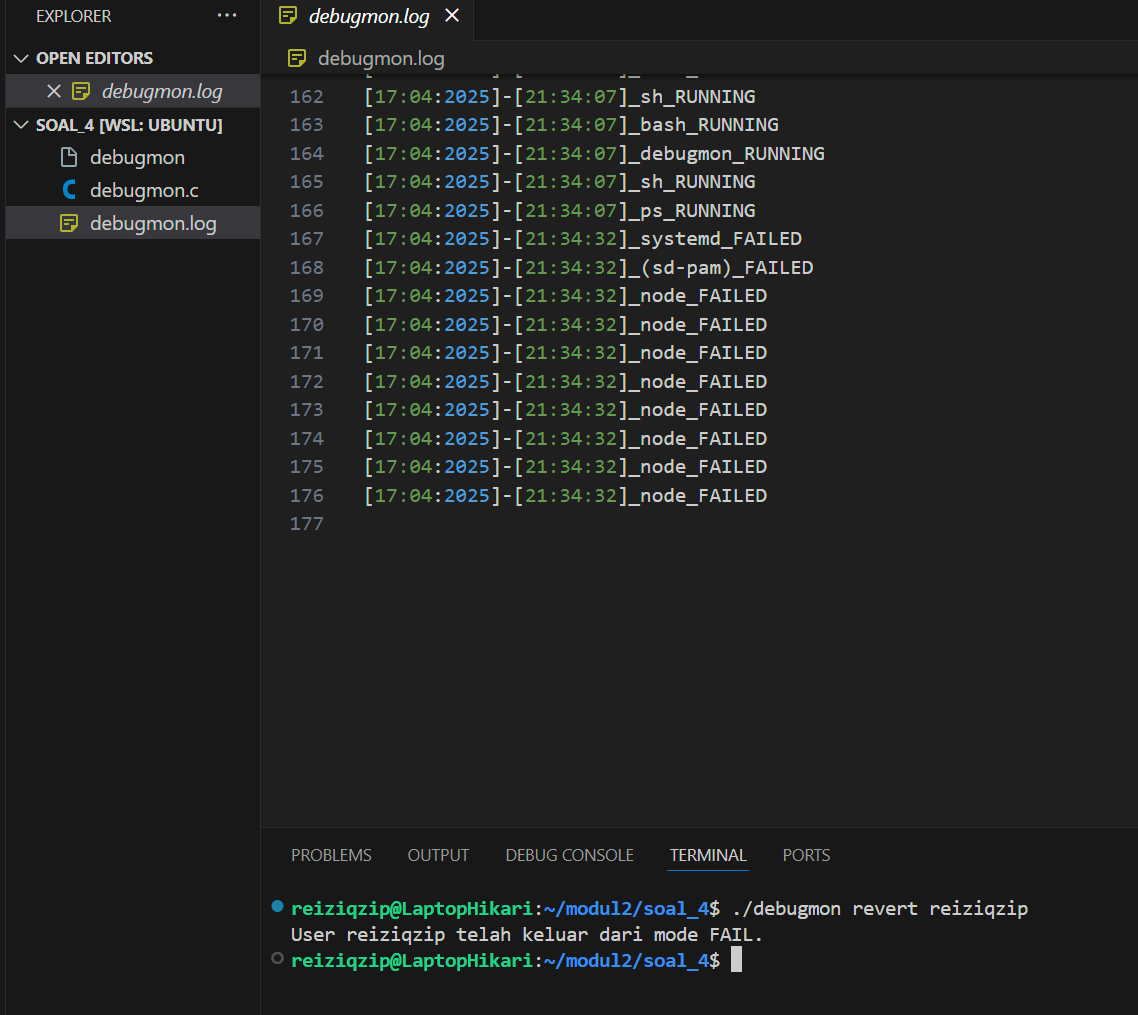 EXPLORER ···
OPEN EDITORS
debugmon.log
SOAL_4 [WSL: UBUNTU]
debugmon
debugmon.c
debugmon.log
debugmon.log
debugmon.log
162 [17:04:2025]-[21:34:07]_sh_RUNNING
163 [17:04:2025]-[21:34:07]_bash_RUNNING
164 [17:04:2025]-[21:34:07]_debugmon_RUNNING
165 [17:04:2025]-[21:34:07]_sh_RUNNING
166 [17:04:2025]-[21:34:07]_ps_RUNNING
167 [17:04:2025]-[21:34:32]_systemd_FAILED
168 [17:04:2025]-[21:34:32]_(sd-pam)_FAILED
169 [17:04:2025]-[21:34:32]_node_FAILED
170 [17:04:2025]-[21:34:32]_node_FAILED
171 [17:04:2025]-[21:34:32]_node_FAILED
172 [17:04:2025]-[21:34:32]_node_FAILED
173 [17:04:2025]-[21:34:32]_node_FAILED
174 [17:04:2025]-[21:34:32]_node_FAILED
175 [17:04:2025]-[21:34:32]_node_FAILED
176 [17:04:2025]-[21:34:32]_node_FAILED
177
PROBLEMS OUTPUT DEBUG CONSOLE TERMINAL PORTS
reiziqzip@LaptopHikari:~/modul2/soal_4$ ./debugmon revert reiziqzip
User reiziqzip telah keluar dari mode FAIL.
reiziqzip@LaptopHikari:~/modul2/soal_4$